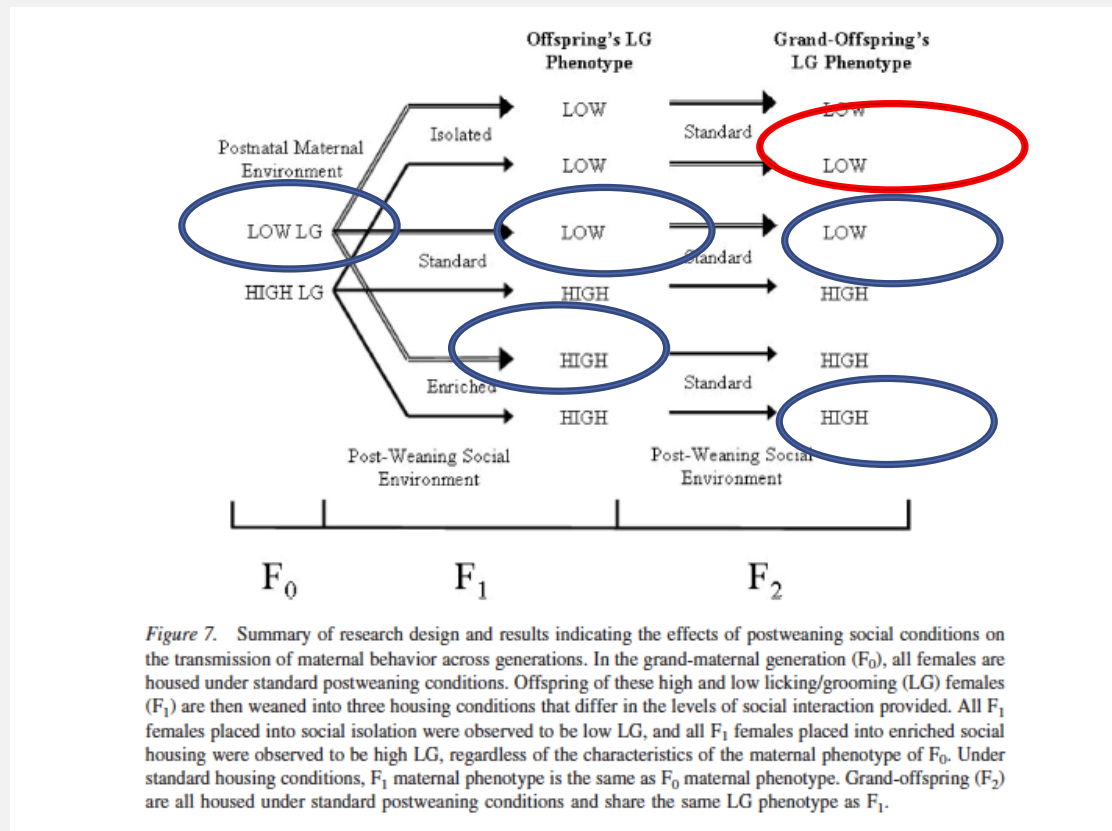 Offspring's LG
Phenotype
Grand-Offspring's
LG Phenotype
LOW
LOW
Isolated
Standard
Postnatal Maternal
Environment
LOW
LOW
LOW LG
LOW
LOW
Standard
Standard
HIGH LG
HIGH
HIGH
HIGH
HIGH
Enriched
Standard
HIGH
HIGH
Post-Weaning Social
Environment
Post-Weaning Social
Environment
F0
F1
F2
Figure 7. Summary of research design and results indicating the effects of postweaning social conditions on
the transmission of maternal behavior across generations. In the grand-maternal generation (F0), all females are
housed under standard postweaning conditions. Offspring of these high and low licking/grooming (LG) females
(F1) are then weaned into three housing conditions that differ in the levels of social interaction provided. All F1
females placed into social isolation were observed to be low LG, and all F1 females placed into enriched social
housing were observed to be high LG, regardless of the characteristics of the maternal phenotype of F0. Under
standard housing conditions, F1 maternal phenotype is the same as F0 maternal phenotype. Grand-offspring (F2)
are all housed under standard postweaning conditions and share the same LG phenotype as F1.